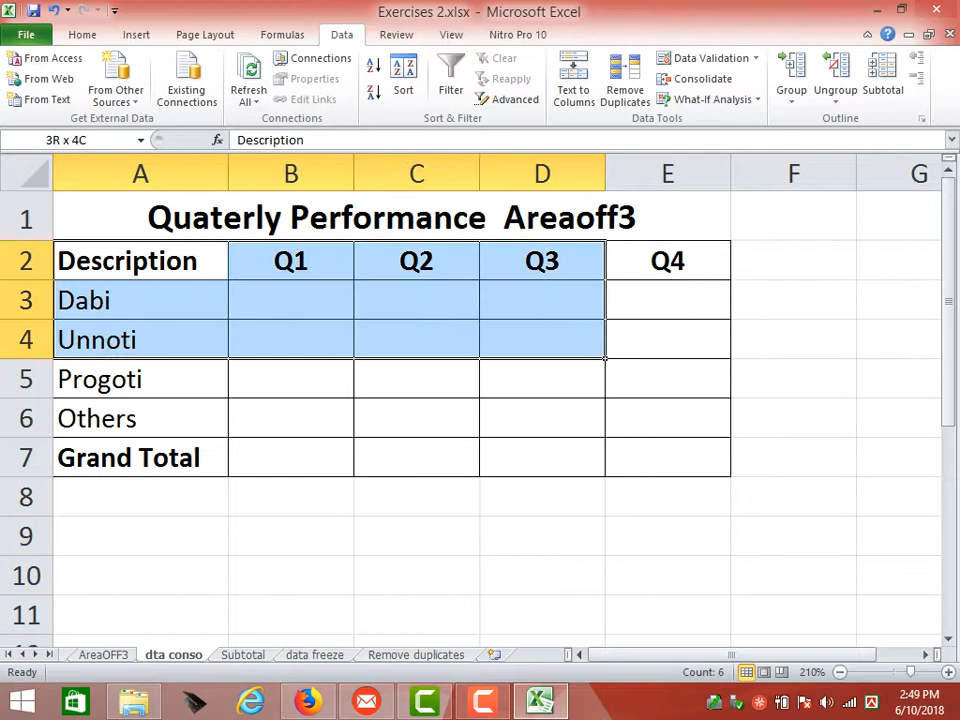 Exercises 2.xlsx - Microsoft Excel
File Home Insert Page Layout Formulas Data Review View Nitro Pro 10
From Access
From Web
From Text
From Other Sources
Existing Connections
Get External Data
Refresh All
Connections
Properties
Edit Links
Connections
Sort
Filter
Clear
Reapply
Advanced
Sort & Filter
Text to Columns
Remove Duplicates
Data Validation
Consolidate
What-If Analysis
Data Tools
Group
Ungroup
Subtotal
Outline
3R x 4C fx Description
A B C D E F G
1 Quaterly Performance Areaoff3
2 Description Q1 Q2 Q3 Q4
3 Dabi
4 Unnoti
5 Progoti
6 Others
7 Grand Total
8
9
10
11
AreaOFF3 dta conso Subtotal data freeze Remove duplicates
Ready Count: 6 210%
2:49 PM
6/10/2018